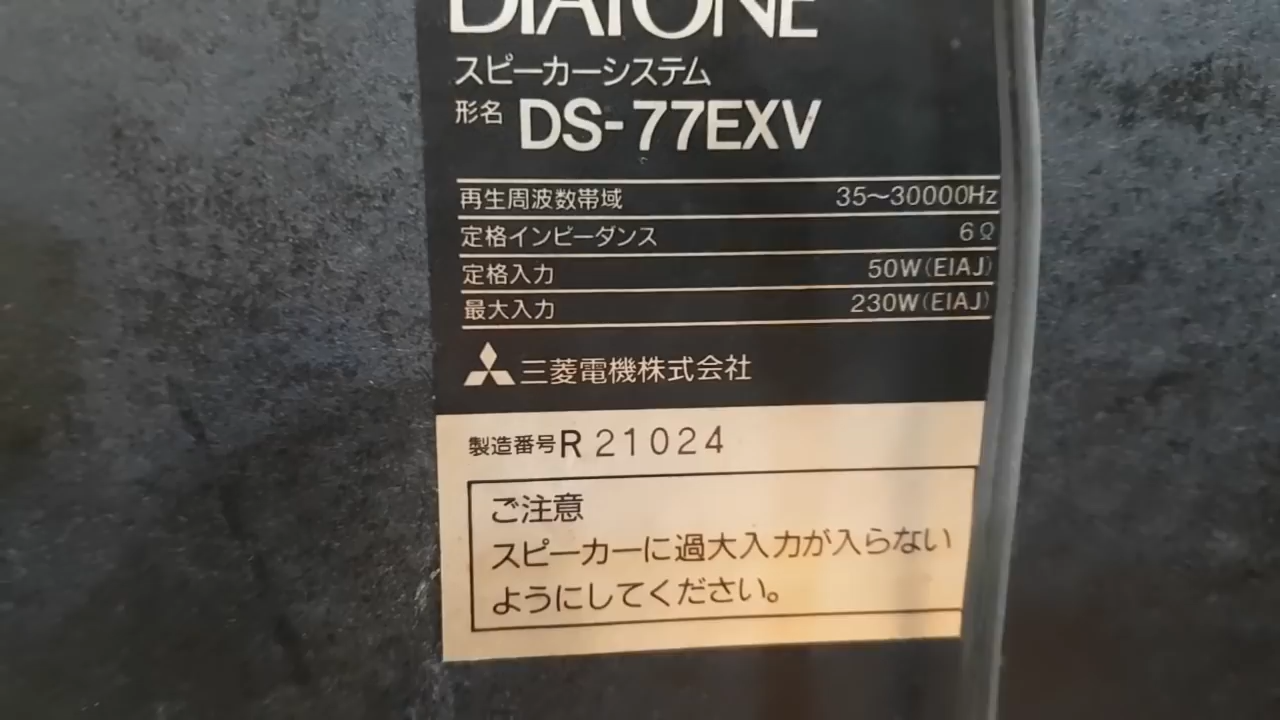 DIATONE
スピーカーシステム
形名 DS-77EXV
再生周波数帯域 35〜30000Hz
定格インピーダンス 6Ω
定格入力 50W(EIAJ)
最大入力 230W(EIAJ)
三菱電機株式会社
製造番号 R 21024
ご注意
スピーカーに過大入力が入らない
ようにしてください。